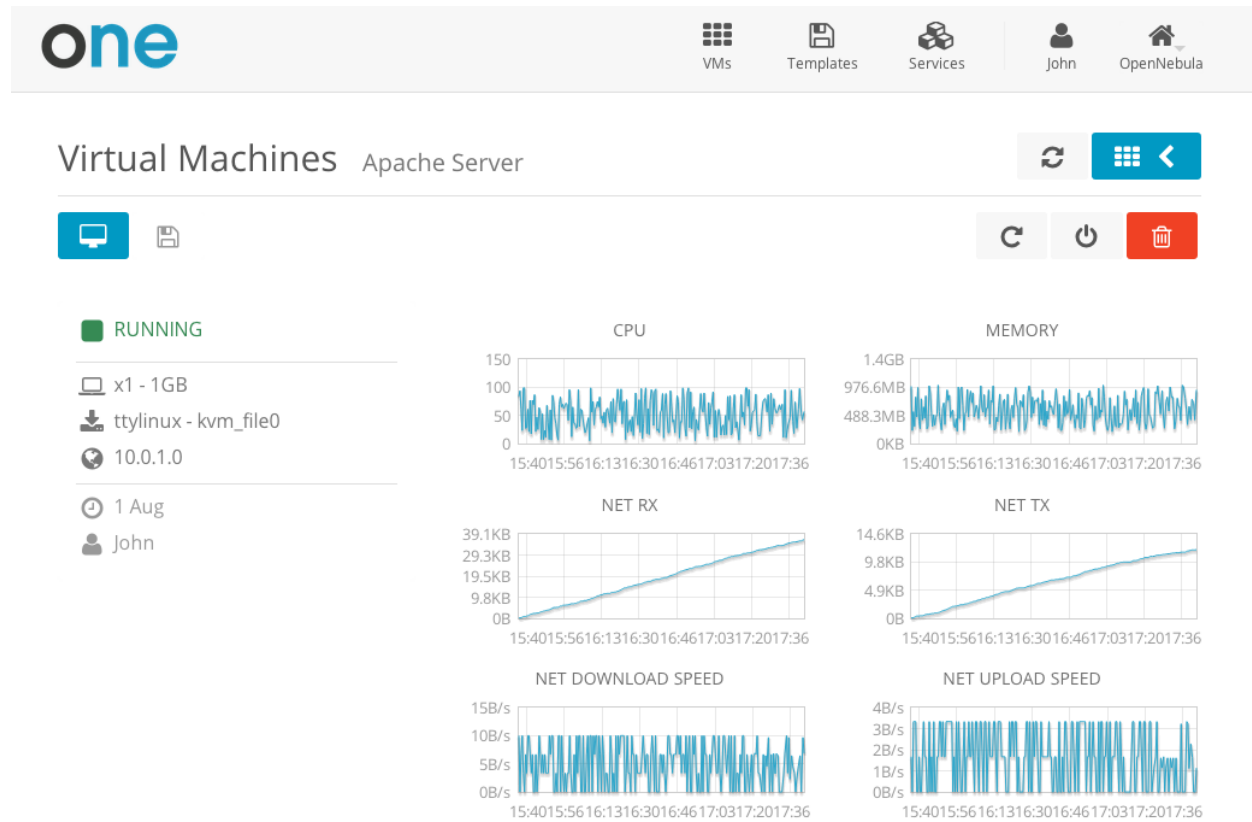 one
VMs Templates Services John OpenNebula
Virtual Machines Apache Server
RUNNING
x1 - 1GB
ttylinux - kvm_file0
10.0.1.0
1 Aug
John
CPU
150
100
50
0
15:4015:5616:1316:3016:4617:0317:2017:36
MEMORY
1.4GB
976.6MB
488.3MB
0KB
15:4015:5616:1316:3016:4617:0317:2017:36
NET RX
39.1KB
29.3KB
19.5KB
9.8KB
0B
15:4015:5616:1316:3016:4617:0317:2017:36
NET TX
14.6KB
9.8KB
4.9KB
0B
15:4015:5616:1316:3016:4617:0317:2017:36
NET DOWNLOAD SPEED
15B/s
10B/s
5B/s
0B/s
15:4015:5616:1316:3016:4617:0317:2017:36
NET UPLOAD SPEED
4B/s
3B/s
2B/s
1B/s
0B/s
15:4015:5616:1316:3016:4617:0317:2017:36